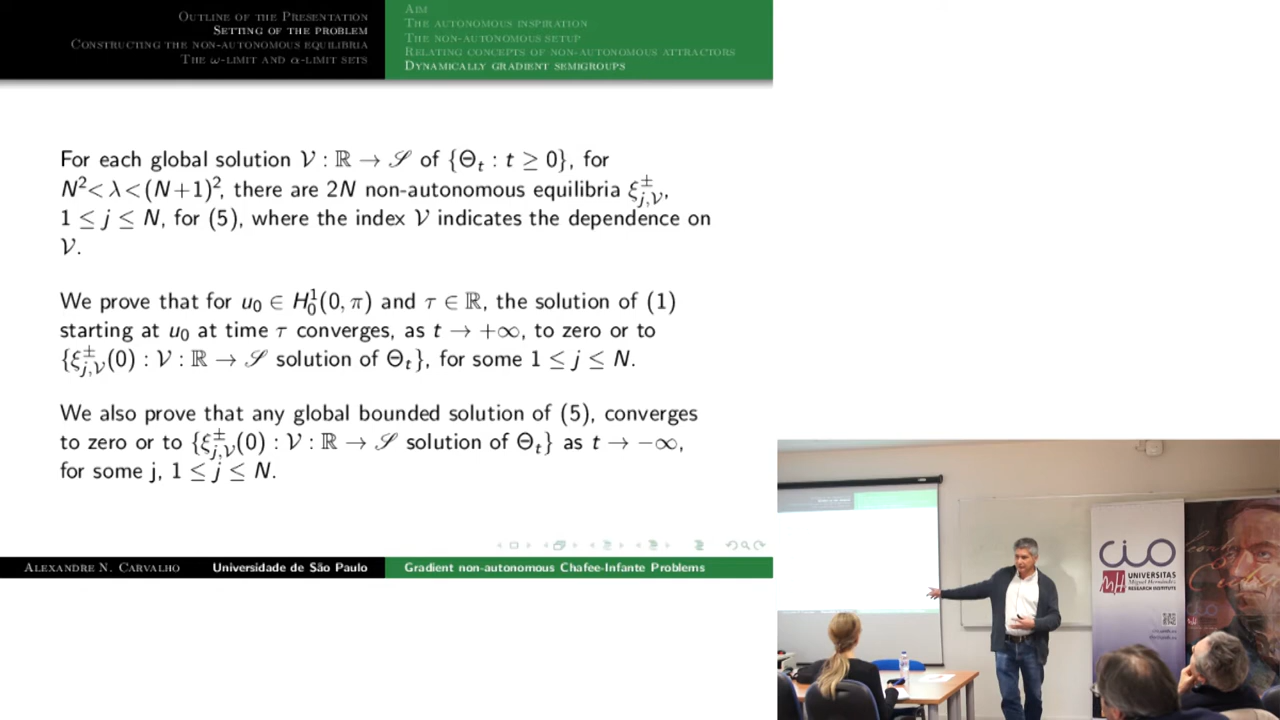 Outline of the Presentation
Setting of the problem
Constructing the non-autonomous equilibria
The ω-limit and α-limit sets
Aim
The autonomous inspiration
The non-autonomous setup
Relating concepts of non-autonomous attractors
Dynamically gradient semigroups
For each global solution 𝒱 : ℝ → 𝒮 of {Θ_t : t ≥ 0}, for
N² < λ < (N+1)², there are 2N non-autonomous equilibria ξ^±_{j,𝒱},
1 ≤ j ≤ N, for (5), where the index 𝒱 indicates the dependence on
𝒱.
We prove that for u₀ ∈ H¹₀(0, π) and τ ∈ ℝ, the solution of (1)
starting at u₀ at time τ converges, as t → +∞, to zero or to
{ξ^±_{j,𝒱}(0) : 𝒱 : ℝ → 𝒮 solution of Θ_t}, for some 1 ≤ j ≤ N.
We also prove that any global bounded solution of (5), converges
to zero or to {ξ^±_{j,𝒱}(0) : 𝒱 : ℝ → 𝒮 solution of Θ_t} as t → −∞,
for some j, 1 ≤ j ≤ N.
Alexandre N. Carvalho
Universidade de São Paulo
Gradient non-autonomous Chafee-Infante Problems
CIO
UNIVERSITAS
Miguel Hernández
RESEARCH INSTITUTE